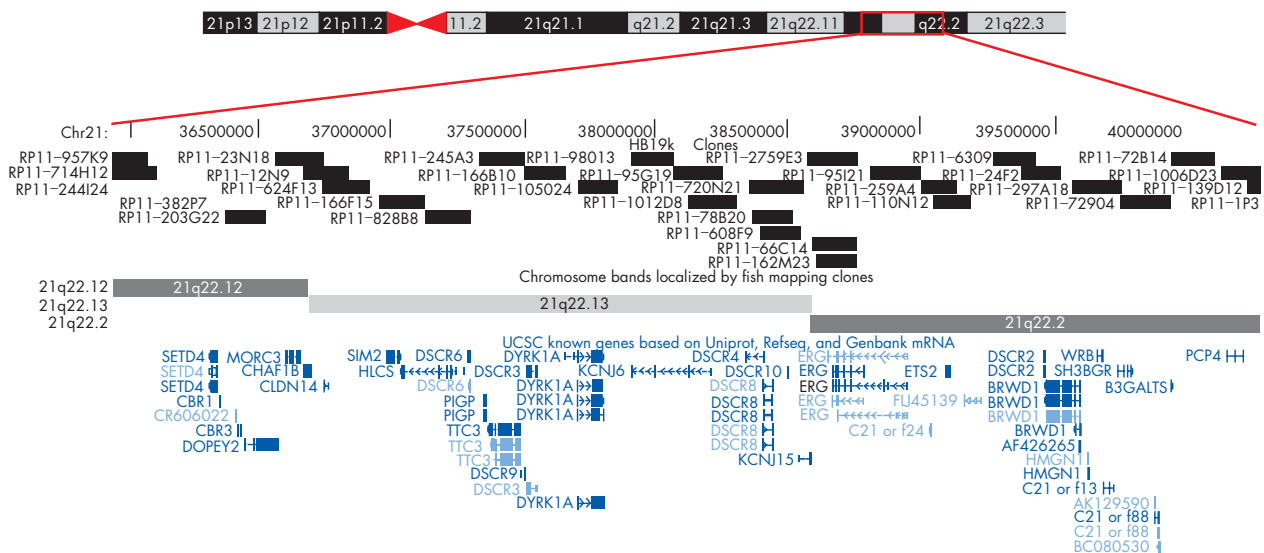 21p13 21p12 21p11.2 11.2 21q21.1 q21.2 21q21.3 21q22.11 q22.2 21q22.3
Chr21: 36500000 37000000 37500000 38000000 38500000 39000000 39500000 40000000
HB19k Clones
RP11-957K9 RP11-23N18 RP11-245A3 RP11-98013 RP11-2759E3 RP11-6309 RP11-72B14
RP11-714H12 RP11-12N9 RP11-166B10 RP11-95G19 RP11-95I21 RP11-24F2 RP11-1006D23
RP11-244I24 RP11-624F13 RP11-105024 RP11-720N21 RP11-259A4 RP11-297A18 RP11-139D12
RP11-382P7 RP11-166F15 RP11-1012D8 RP11-110N12 RP11-72904 RP11-1P3
RP11-203G22 RP11-828B8 RP11-78B20
RP11-608F9
RP11-66C14
RP11-162M23
Chromosome bands localized by fish mapping clones
21q22.12 21q22.12
21q22.13 21q22.13
21q22.2 21q22.2
UCSC known genes based on Uniprot, Refseq, and Genbank mRNA
SETD4 MORC3 SIM2 DSCR6 DYRK1A DSCR4 ERG DSCR2 WRB PCP4
SETD4 CHAF1B HLCS DSCR3 KCNJ6 DSCR10 ERG ETS2 DSCR2 SH3BGR
SETD4 CLDN14 DSCR6 DYRK1A DSCR8 ERG BRWD1 B3GALTS
CBR1 PIGP DYRK1A DSCR8 ERG FLJ45139 BRWD1
CR606022 PIGP DYRK1A DSCR8 ERG BRWD1
CBR3 TTC3 DSCR8 C21 or f24 BRWD1
DOPEY2 TTC3 DSCR8 AF426265
TTC3 KCNJ15 HMGN1
DSCR9 HMGN1
DSCR3 C21 or f13
DYRK1A AK129590
C21 or f88
C21 or f88
BC080530